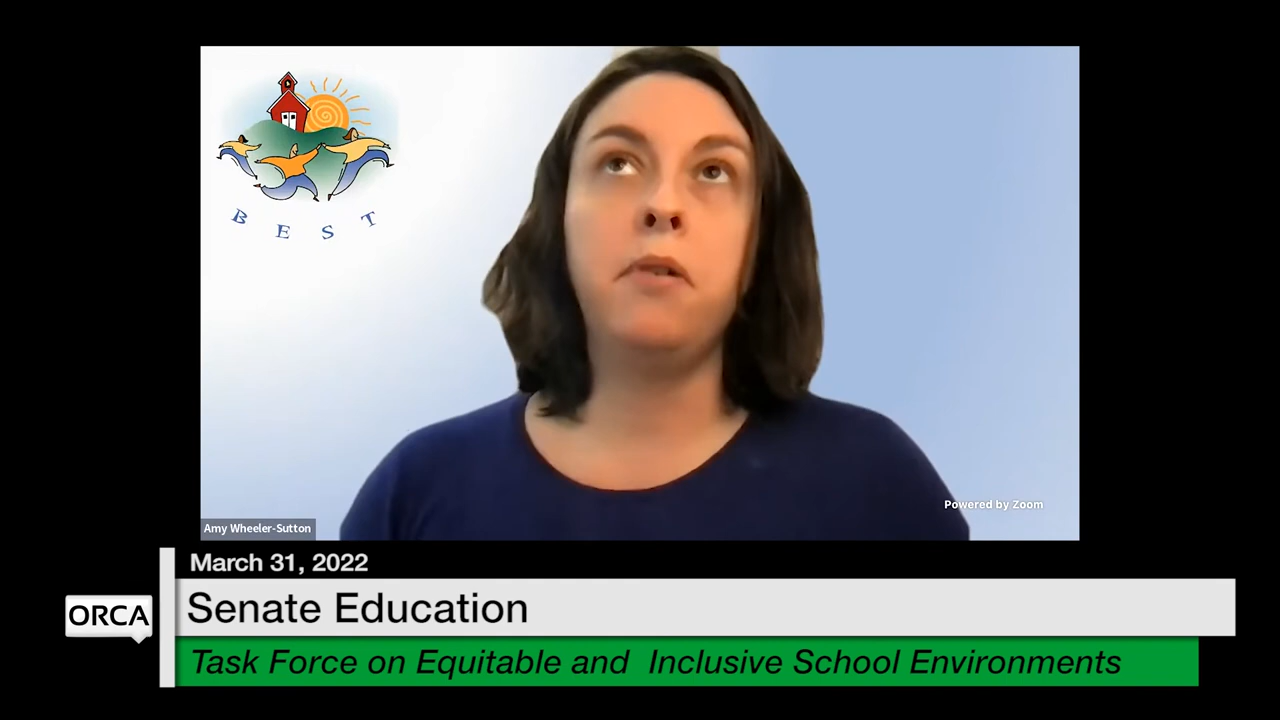 B E S T
Powered by Zoom
Amy Wheeler-Sutton
March 31, 2022
ORCA
Senate Education
Task Force on Equitable and Inclusive School Environments